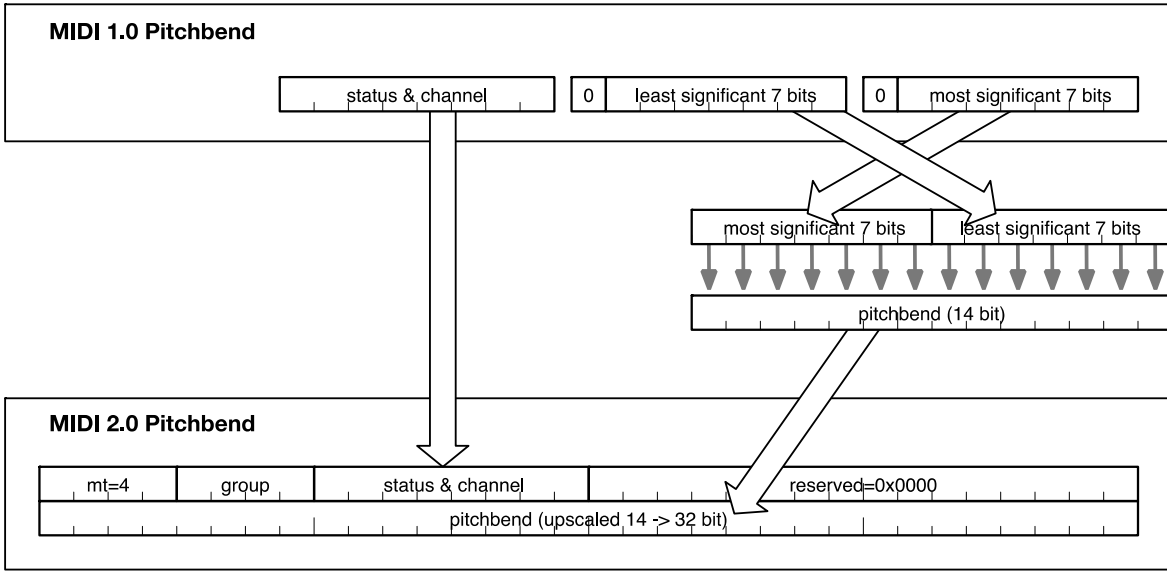 MIDI 1.0 Pitchbend
status & channel 0 least significant 7 bits 0 most significant 7 bits
most significant 7 bits least significant 7 bits
pitchbend (14 bit)
MIDI 2.0 Pitchbend
mt=4 group status & channel reserved=0x0000
pitchbend (upscaled 14 -> 32 bit)